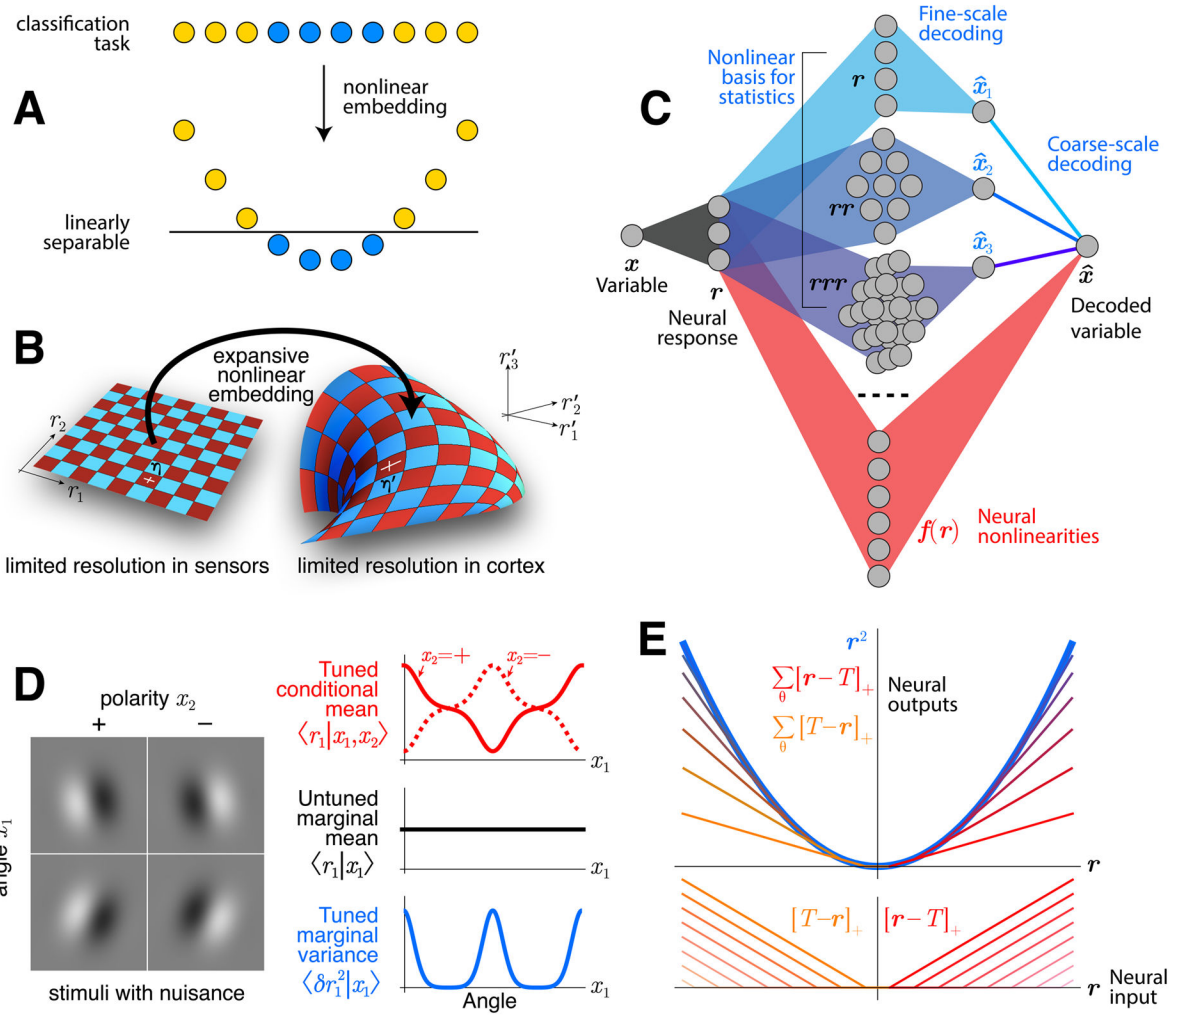 A
classification
task
nonlinear
embedding
linearly
separable
B
expansive
nonlinear
embedding
r₂
r₁
η
η′
r′₃
r′₂
r′₁
limited resolution in sensors
limited resolution in cortex
C
Fine-scale
decoding
Nonlinear
basis for
statistics
r
x̂₁
Coarse-scale
decoding
x̂₂
rr
x̂₃
rrr
x
Variable
r
Neural
response
x̂
Decoded
variable
f(r)
Neural
nonlinearities
D
polarity x₂
+ −
angle x₁
stimuli with nuisance
Tuned
conditional
mean
⟨r₁|x₁,x₂⟩
x₂=+
x₂=−
x₁
Untuned
marginal
mean
⟨r₁|x₁⟩
x₁
Tuned
marginal
variance
⟨δr₁²|x₁⟩
x₁
Angle
E
r²
∑θ[r−T]₊
∑θ[T−r]₊
Neural
outputs
r
[T−r]₊
[r−T]₊
r
Neural
input